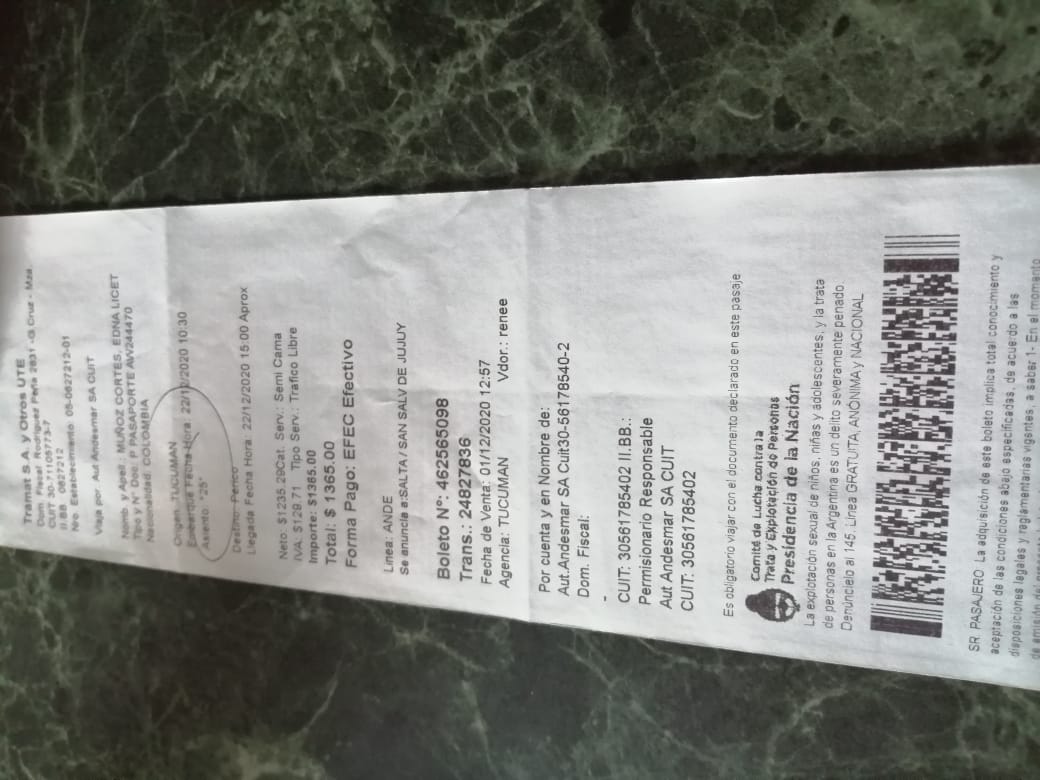 Tramat S.A. y Otros UTE
Dom. Fiscal Rodriguez Peña 2831 -G.Cruz - Mza.
CUIT 30-71105773-7
II.BB. 0627212
Nro. Establecimiento: 05-0627212-01
Viaja por: Aut Andesmar SA CUIT
Nomb. y Apell.: MUÑOZ CORTES, EDNA LICET
Tipo y N° Doc: P PASAPORTE AW244470
Nacionalidad: COLOMBIA
Origen: TUCUMAN
Embarque Fecha Hora: 22/12/2020 10:30
Asiento: "25"
Destino: Perico
Llegada Fecha Hora: 22/12/2020 15:00 Aprox
Neto: $1235.29Cat. Serv.: Semi Cama
IVA: $129.71 Tipo Serv.: Trafico Libre
Importe: $1365.00
Total: $ 1365.00
Forma Pago: EFEC Efectivo
Linea: ANDE
Se anuncia a:SALTA / SAN SALV DE JUJUY
Boleto N°: 462565098
Trans.: 24827836
Fecha de Venta: 01/12/2020 12:57
Agencia: TUCUMAN Vdor.: renee
Por cuenta y en Nombre de:
Aut.Andesmar SA Cuit30-56178540-2
Dom. Fiscal:
-
CUIT: 30561785402 II.BB.:
Permisionario Responsable
Aut Andesmar SA CUIT
CUIT: 30561785402
Es obligatorio viajar con el documento declarado en este pasaje
Comité de Lucha contra la
Trata y Explotación de Personas
Presidencia de la Nación
La explotación sexual de niños, niñas y adolescentes, y la trata
de personas en la Argentina es un delito severamente penado.
Denúncielo al 145. Línea GRATUITA, ANÓNIMA y NACIONAL
SR. PASAJERO: La adquisición de este boleto implica total conocimiento y
aceptación de las condiciones abajo especificadas, de acuerdo a las
disposiciones legales y reglamentarias vigentes, a saber 1- En el momento